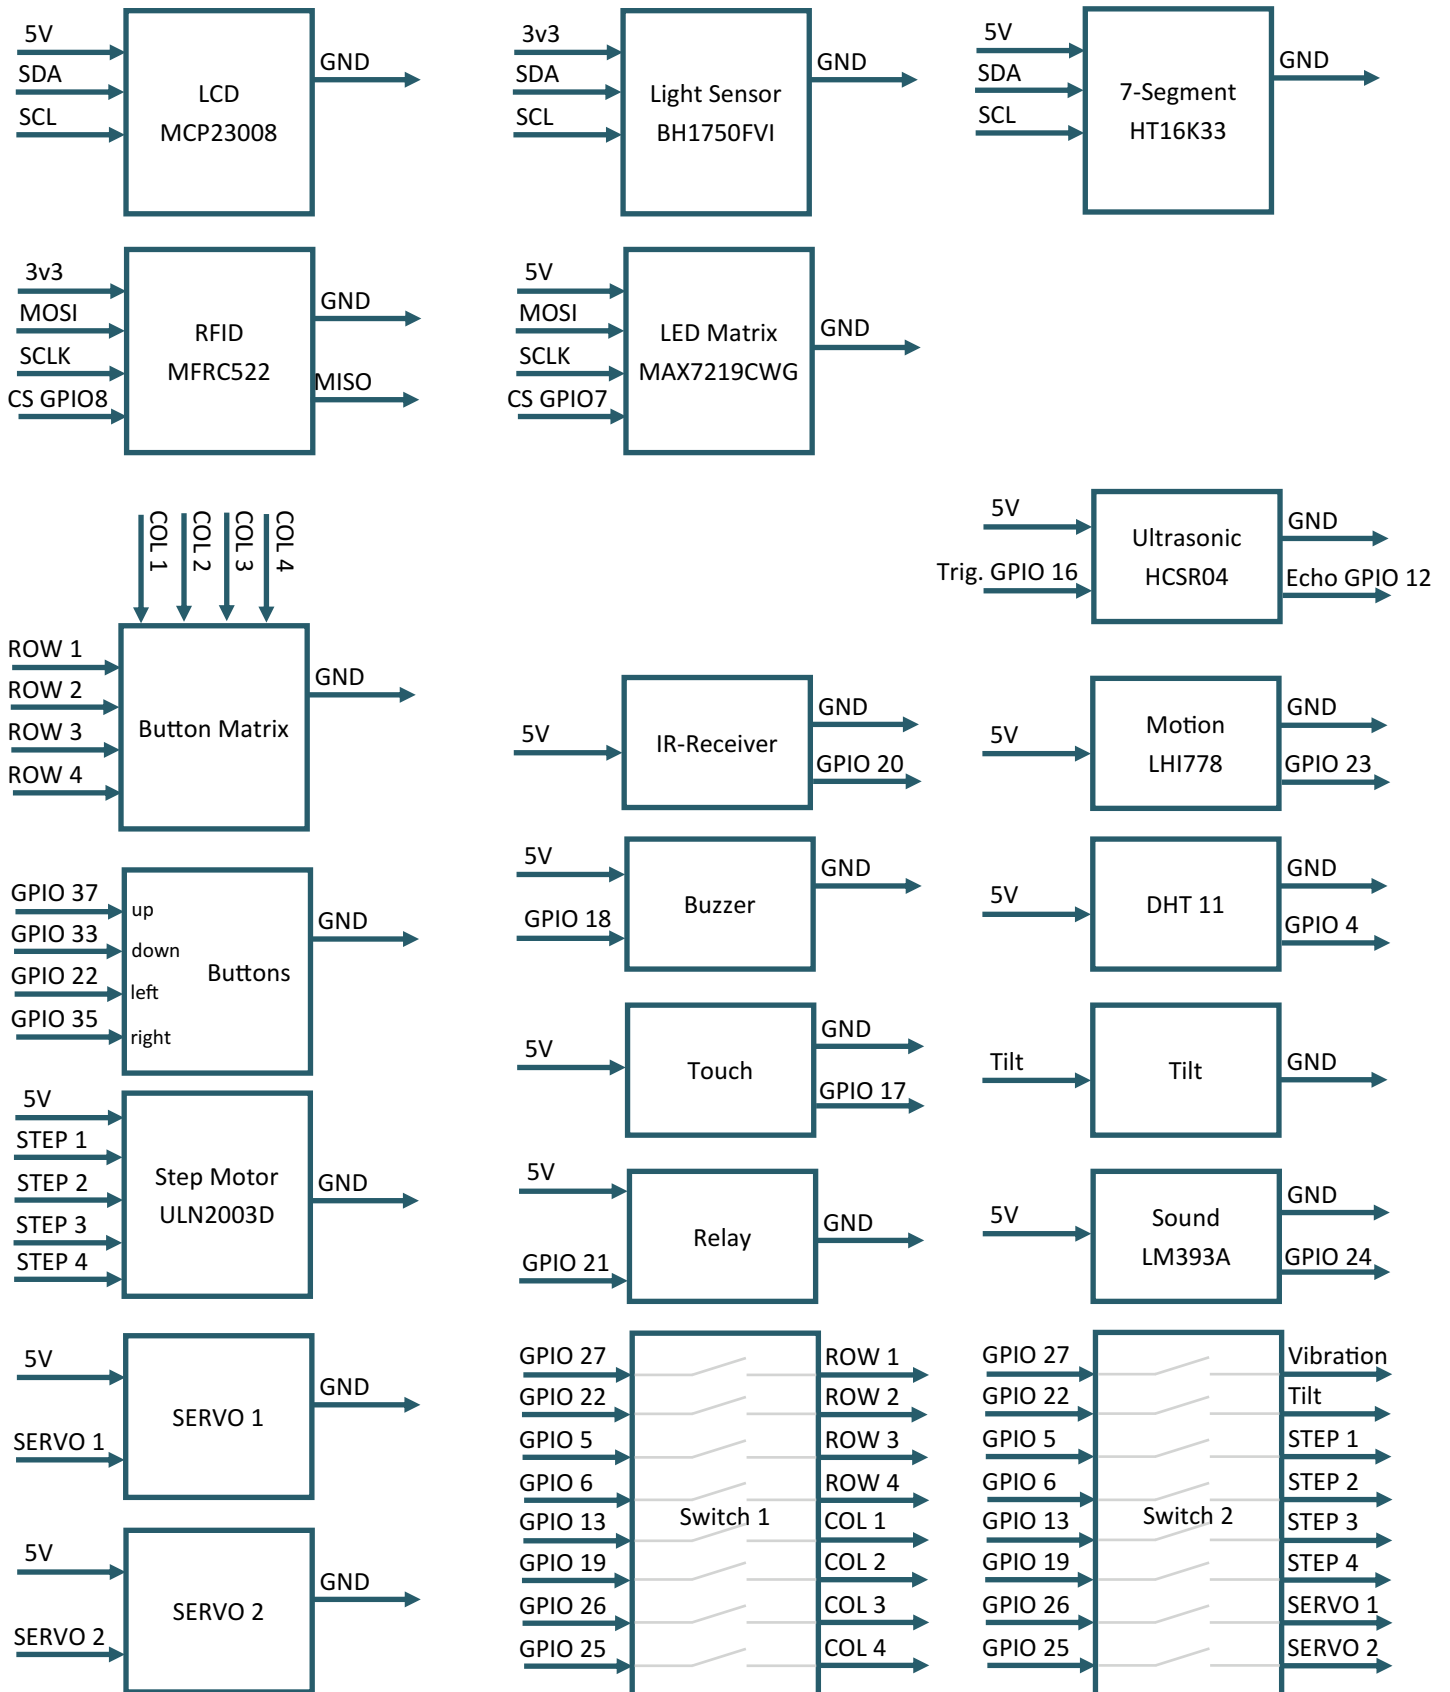 5V
SDA
SCL
LCD
MCP23008
GND
3v3
SDA
SCL
Light Sensor
BH1750FVI
GND
5V
SDA
SCL
7-Segment
HT16K33
GND
3v3
MOSI
SCLK
CS GPIO8
RFID
MFRC522
GND
MISO
5V
MOSI
SCLK
CS GPIO7
LED Matrix
MAX7219CWG
GND
5V
Trig. GPIO 16
Ultrasonic
HCSR04
GND
Echo GPIO 12
COL 1
COL 2
COL 3
COL 4
ROW 1
ROW 2
ROW 3
ROW 4
Button Matrix
GND
5V
IR-Receiver
GND
GPIO 20
5V
Motion
LHI778
GND
GPIO 23
GPIO 37
GPIO 33
GPIO 22
GPIO 35
up
down
left
right
Buttons
GND
5V
GPIO 18
Buzzer
GND
5V
DHT 11
GND
GPIO 4
5V
Touch
GND
GPIO 17
Tilt
Tilt
GND
5V
STEP 1
STEP 2
STEP 3
STEP 4
Step Motor
ULN2003D
GND
5V
GPIO 21
Relay
GND
5V
Sound
LM393A
GND
GPIO 24
5V
SERVO 1
SERVO 1
GND
5V
SERVO 2
SERVO 2
GND
GPIO 27
GPIO 22
GPIO 5
GPIO 6
GPIO 13
GPIO 19
GPIO 26
GPIO 25
Switch 1
ROW 1
ROW 2
ROW 3
ROW 4
COL 1
COL 2
COL 3
COL 4
GPIO 27
GPIO 22
GPIO 5
GPIO 6
GPIO 13
GPIO 19
GPIO 26
GPIO 25
Switch 2
Vibration
Tilt
STEP 1
STEP 2
STEP 3
STEP 4
SERVO 1
SERVO 2